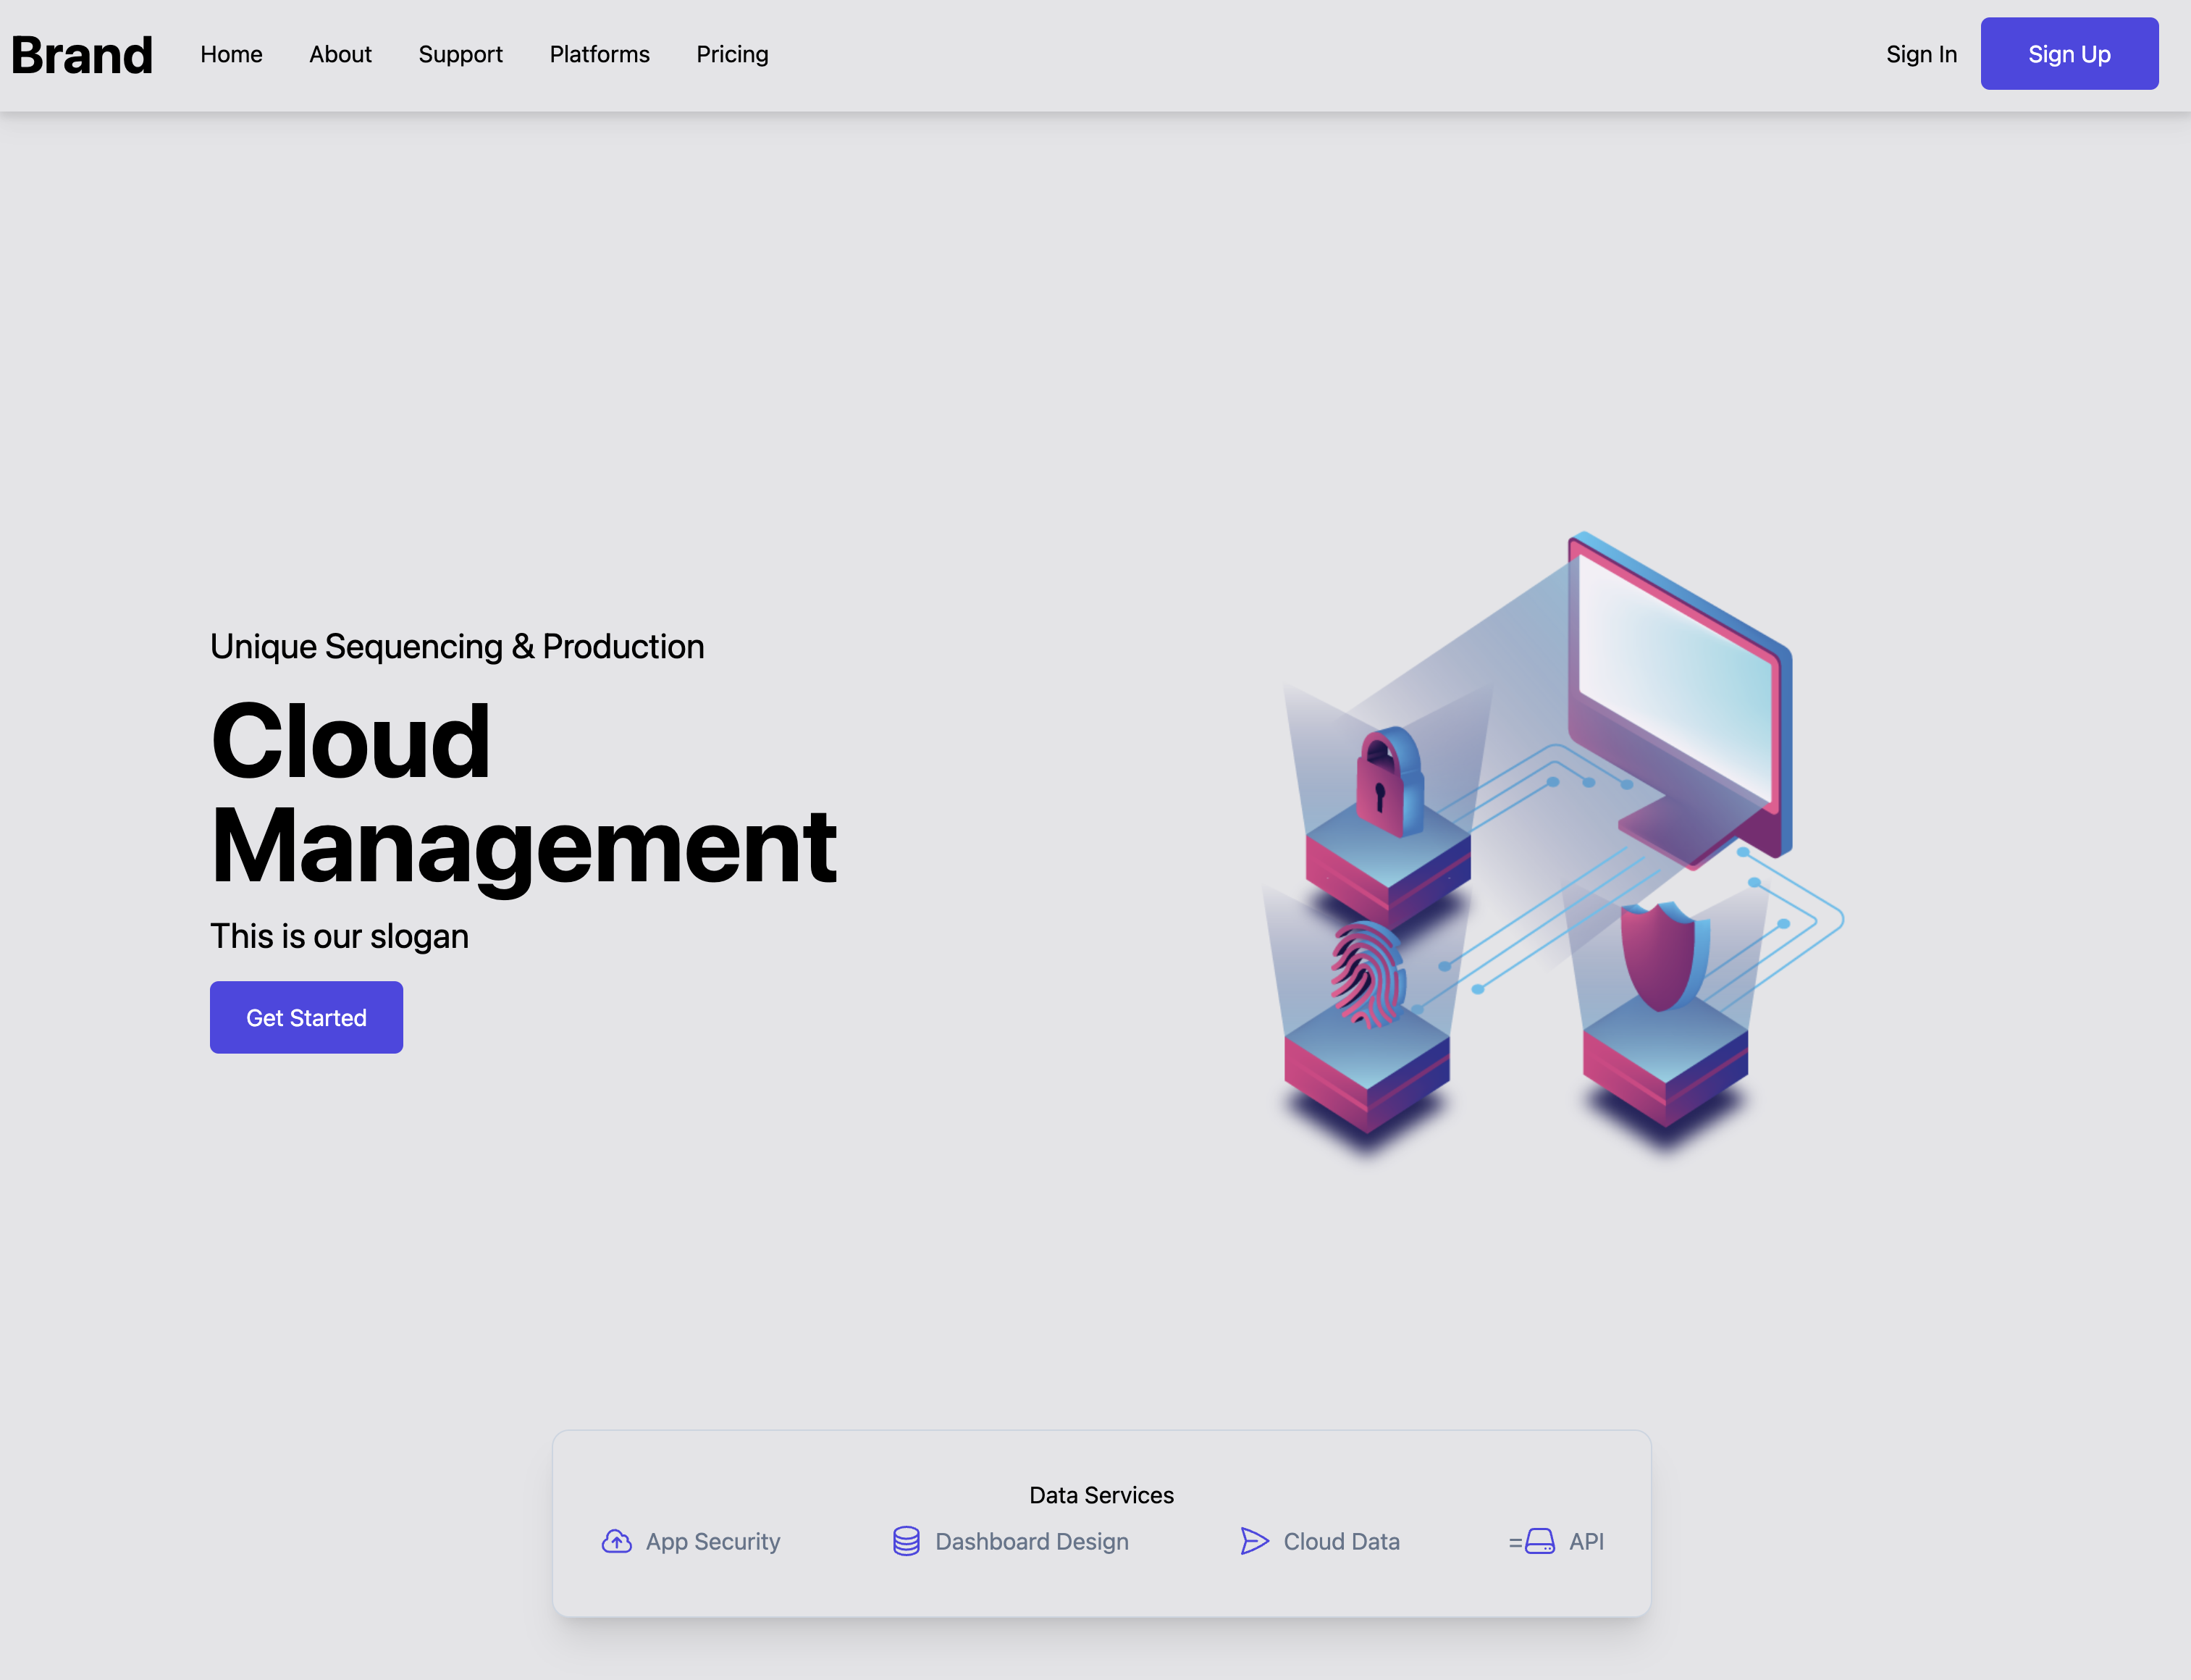 Brand Home About Support Platforms Pricing Sign In Sign Up
Unique Sequencing & Production
Cloud
Management
This is our slogan
Get Started
Data Services
App Security Dashboard Design Cloud Data = API